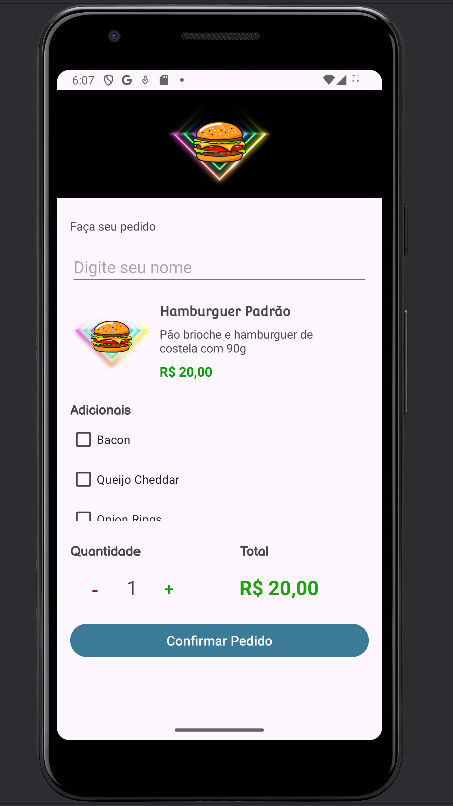 6:07
Faça seu pedido
Digite seu nome
Hamburguer Padrão
Pão brioche e hamburguer de
costela com 90g
R$ 20,00
Adicionais
Bacon
Queijo Cheddar
Onion Rings
Quantidade Total
- 1 + R$ 20,00
Confirmar Pedido